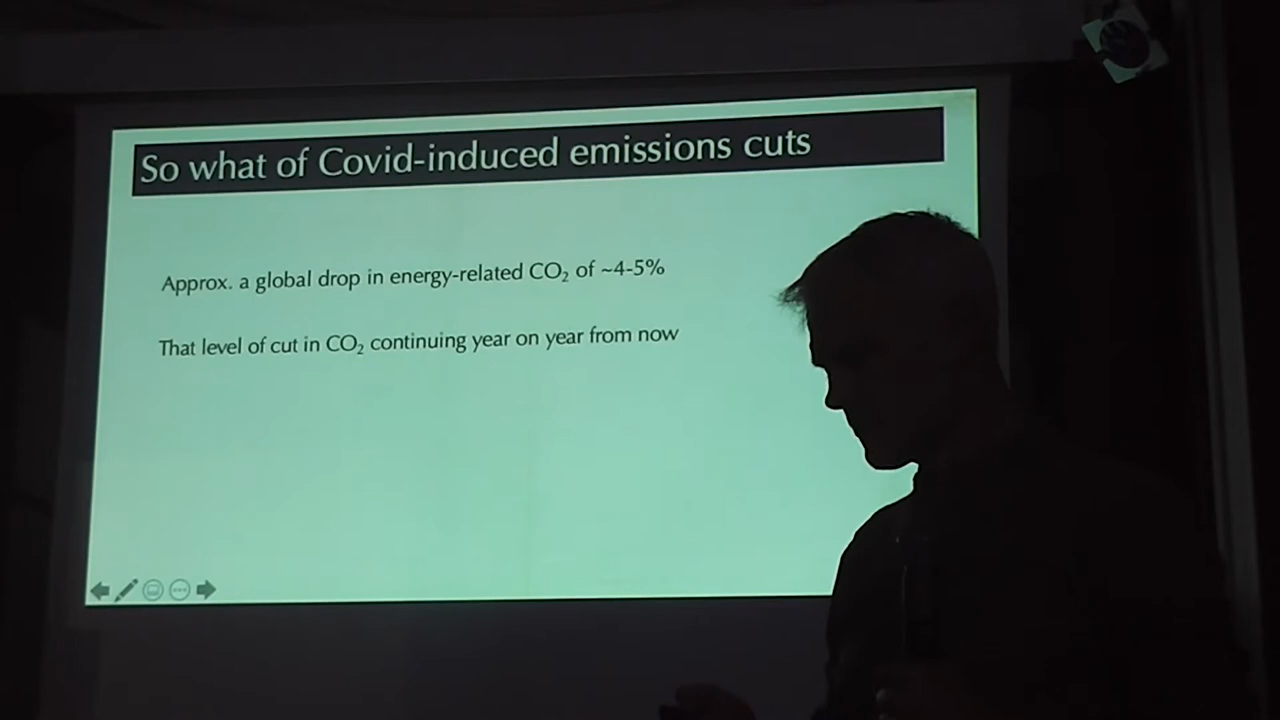 So what of Covid-induced emissions cuts
Approx. a global drop in energy-related CO₂ of ~4-5%
That level of cut in CO₂ continuing year on year from now